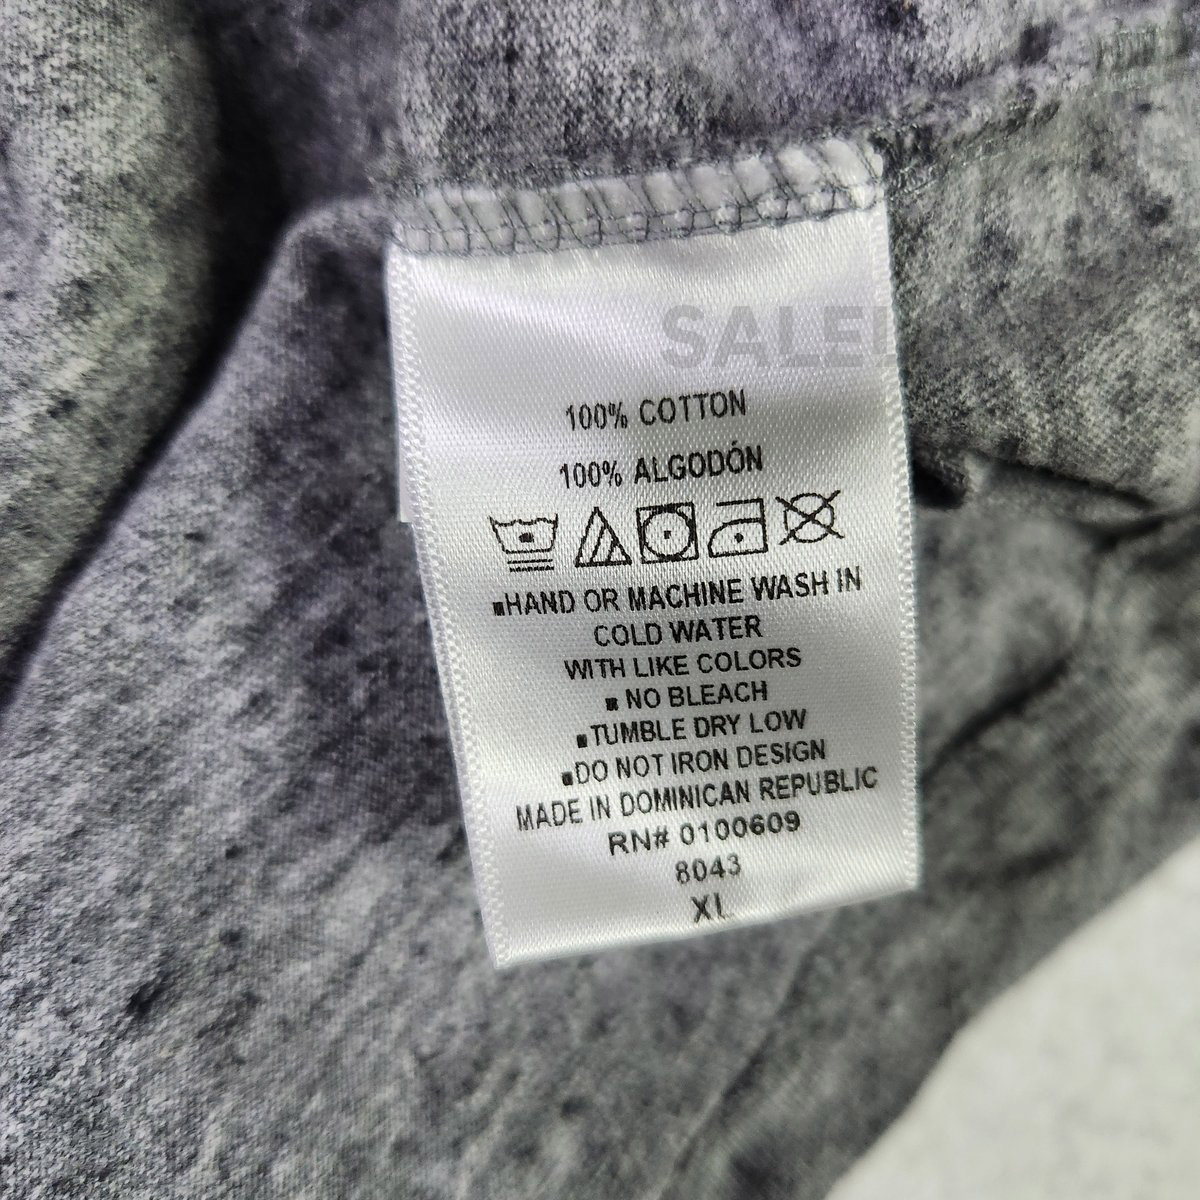 SALE
100% COTTON
100% ALGODÓN
▪HAND OR MACHINE WASH IN
COLD WATER
WITH LIKE COLORS
▪ NO BLEACH
▪TUMBLE DRY LOW
▪DO NOT IRON DESIGN
MADE IN DOMINICAN REPUBLIC
RN# 0100609
8043
XL